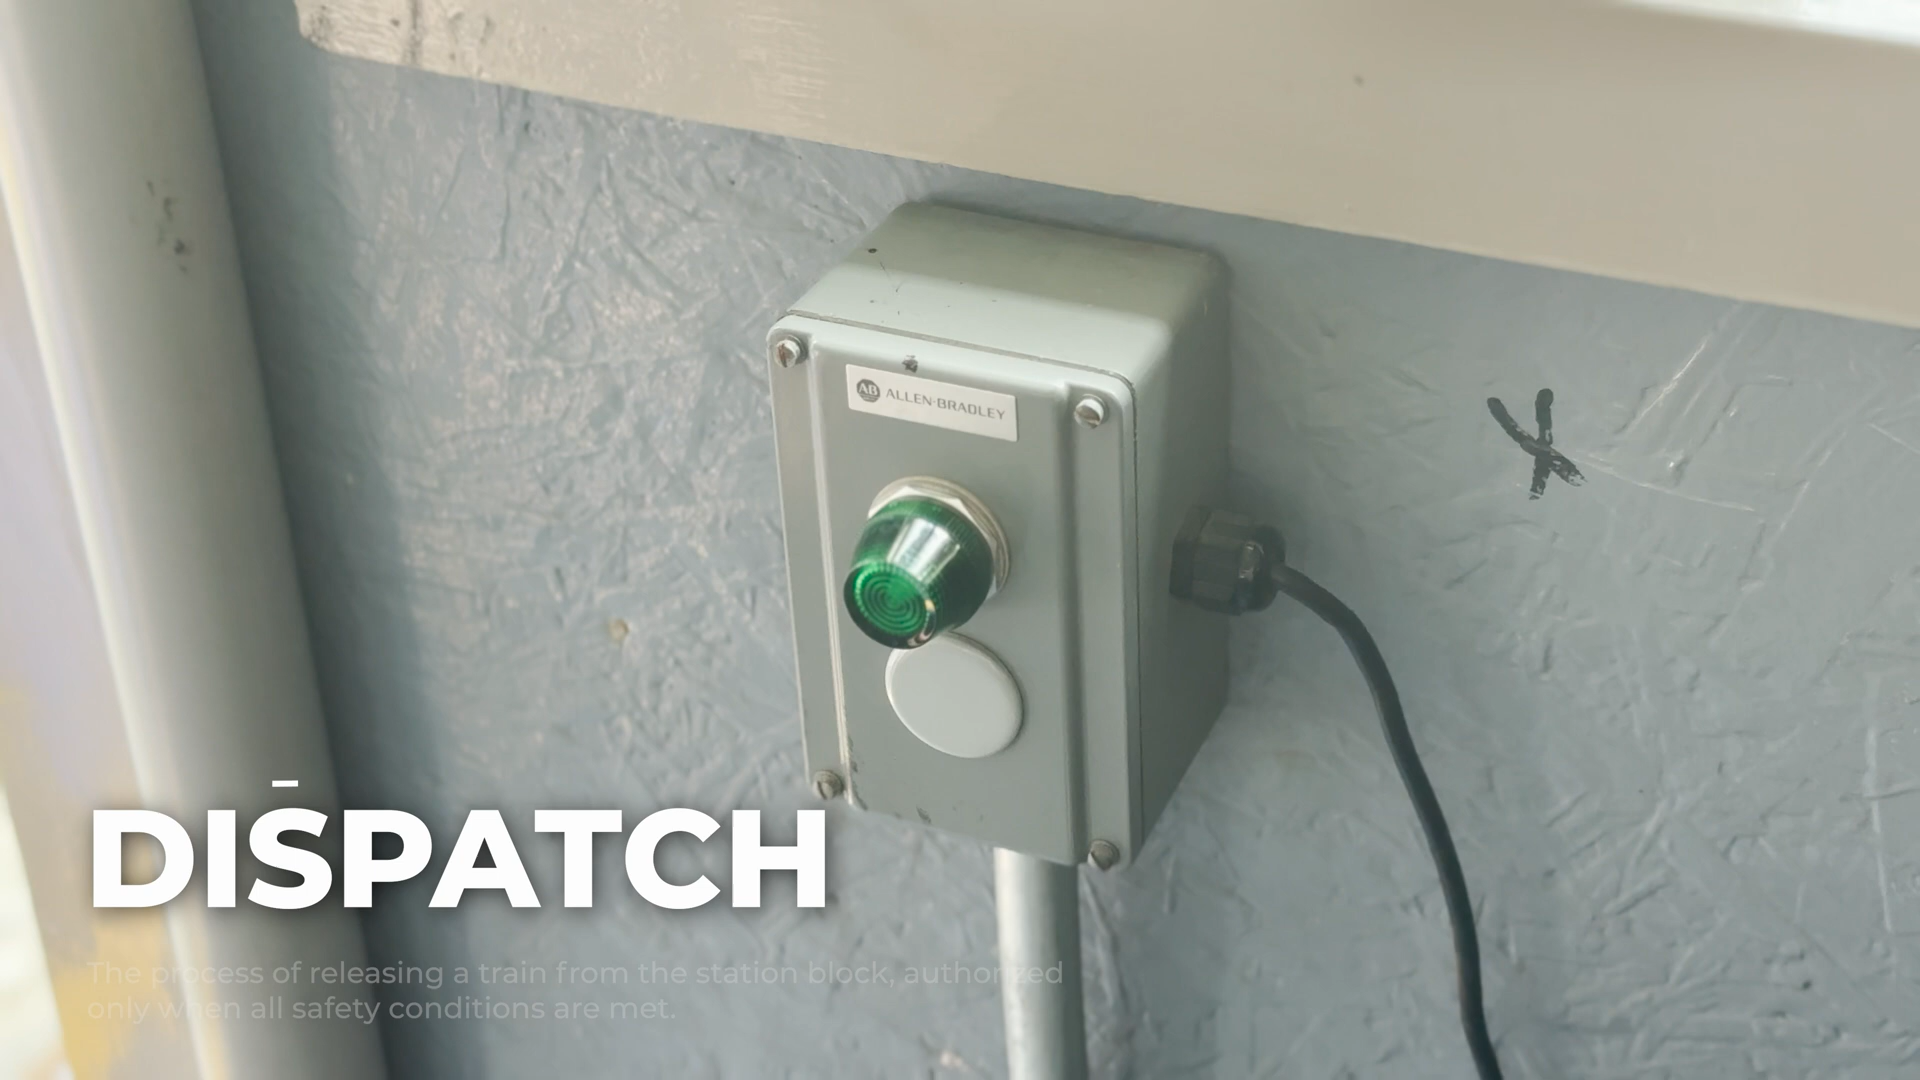 AB ALLEN-BRADLEY
DISPATCH
The process of releasing a train from the station block, authorized
only when all safety conditions are met.